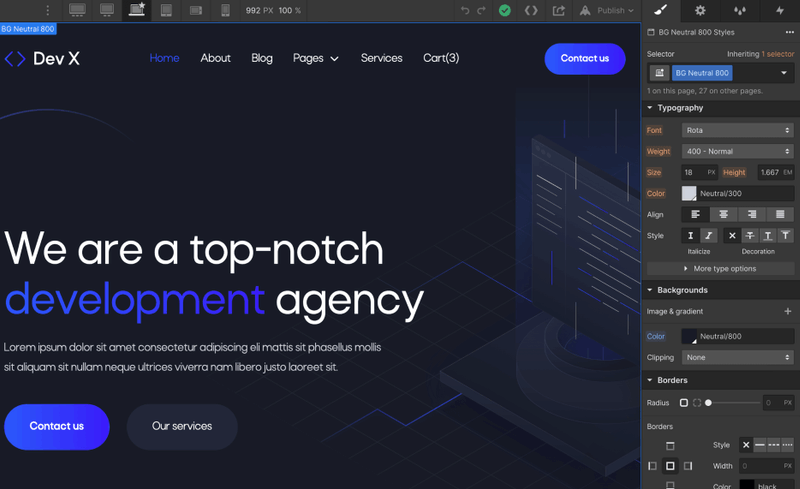 992 PX 100 %
Publish
BG Neutral 800
Dev X
Home About Blog Pages Services Cart(3)
Contact us
We are a top-notch
development agency
Lorem ipsum dolor sit amet consectetur adipiscing eli mattis sit phasellus mollis
sit aliquam sit nullam neque ultrices viverra nam libero justo laoreet sit.
Contact us
Our services
BG Neutral 800 Styles
Selector Inheriting 1 selector
BG Neutral 800
1 on this page, 27 on other pages.
Typography
Font Rota
Weight 400 - Normal
Size 18 PX Height 1.667 EM
Color Neutral/300
Align
Style
Italicize Decoration
More type options
Backgrounds
Image & gradient
Color Neutral/800
Clipping None
Borders
Radius 0 PX
Borders
Style
Width 0 PX
Color black